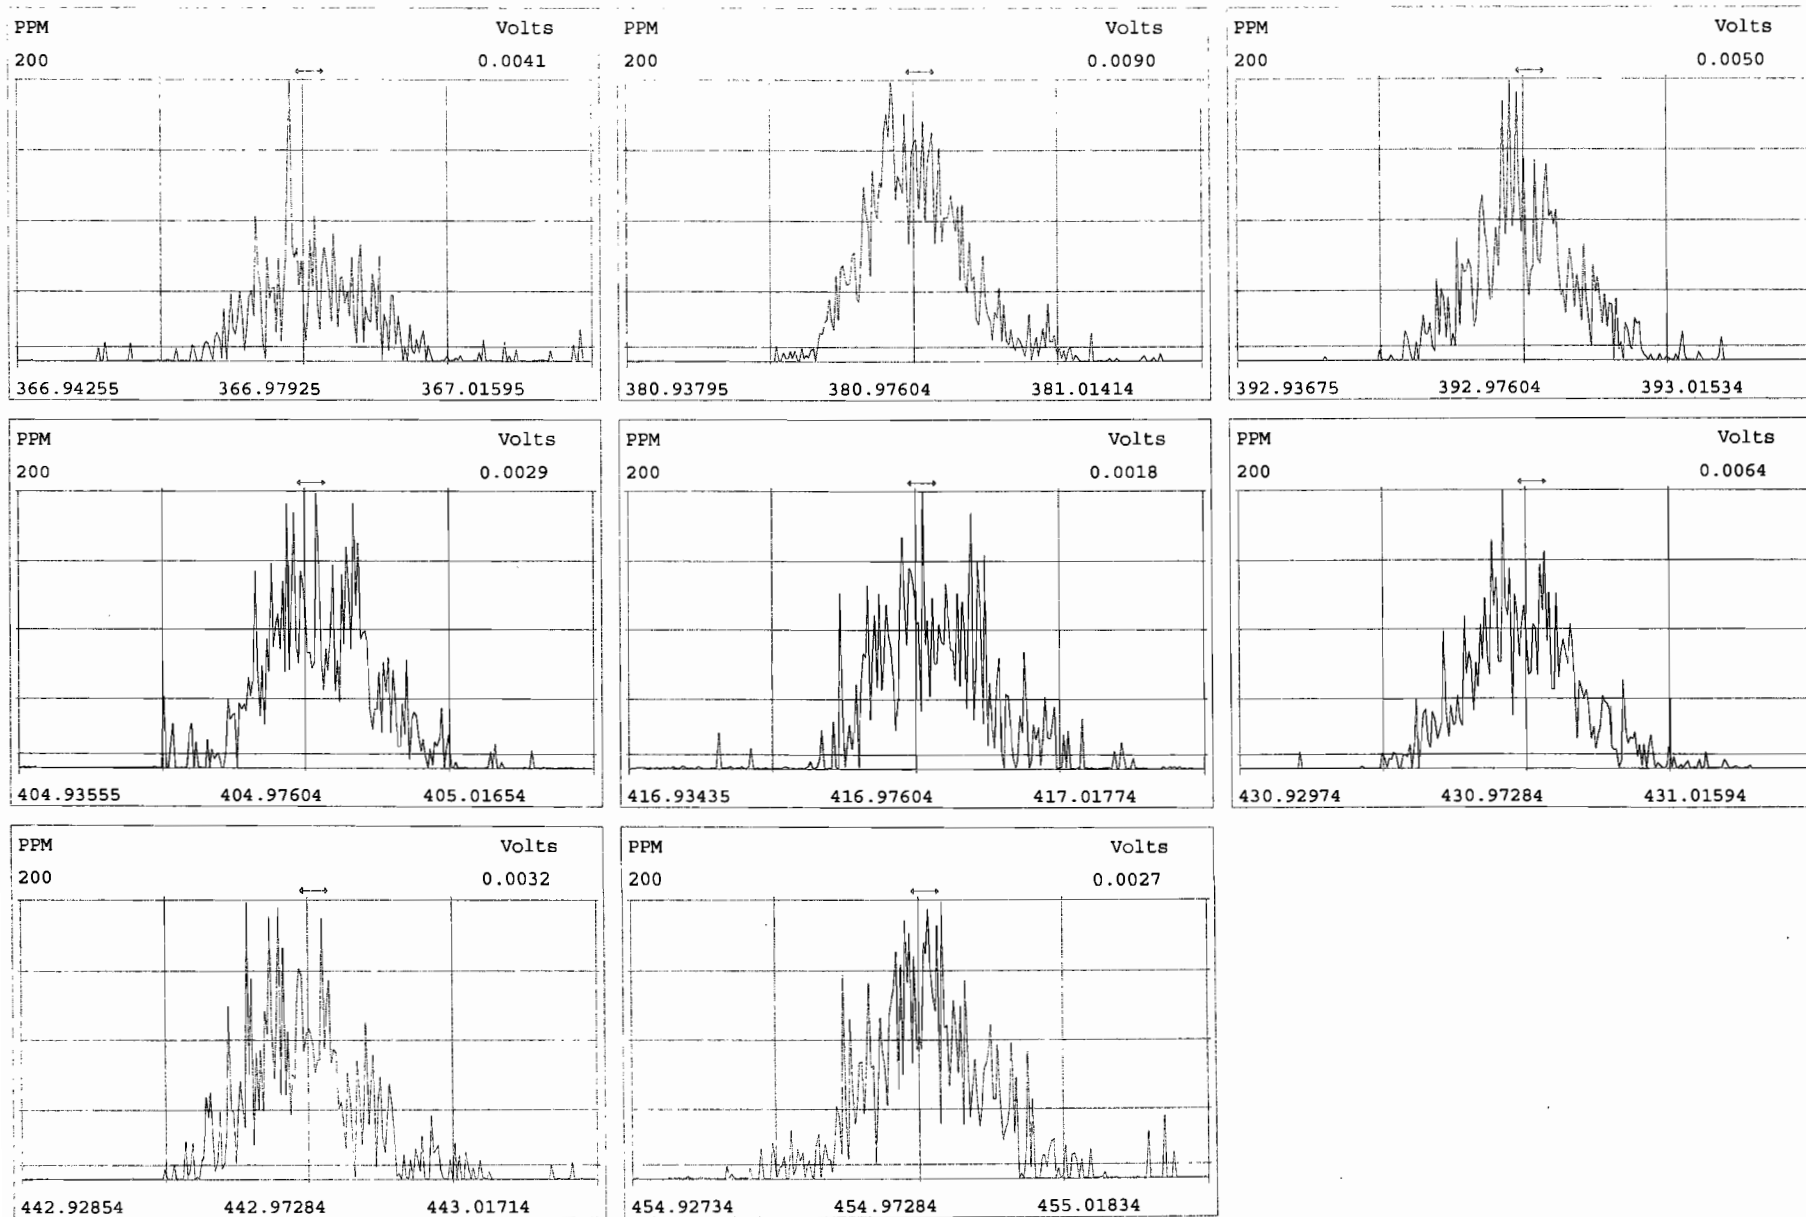 PPM Volts
200 0.0041
366.94255 366.97925 367.01595
PPM Volts
200 0.0090
380.93795 380.97604 381.01414
PPM Volts
200 0.0050
392.93675 392.97604 393.01534
PPM Volts
200 0.0029
404.93555 404.97604 405.01654
PPM Volts
200 0.0018
416.93435 416.97604 417.01774
PPM Volts
200 0.0064
430.92974 430.97284 431.01594
PPM Volts
200 0.0032
442.92854 442.97284 443.01714
PPM Volts
200 0.0027
454.92734 454.97284 455.01834